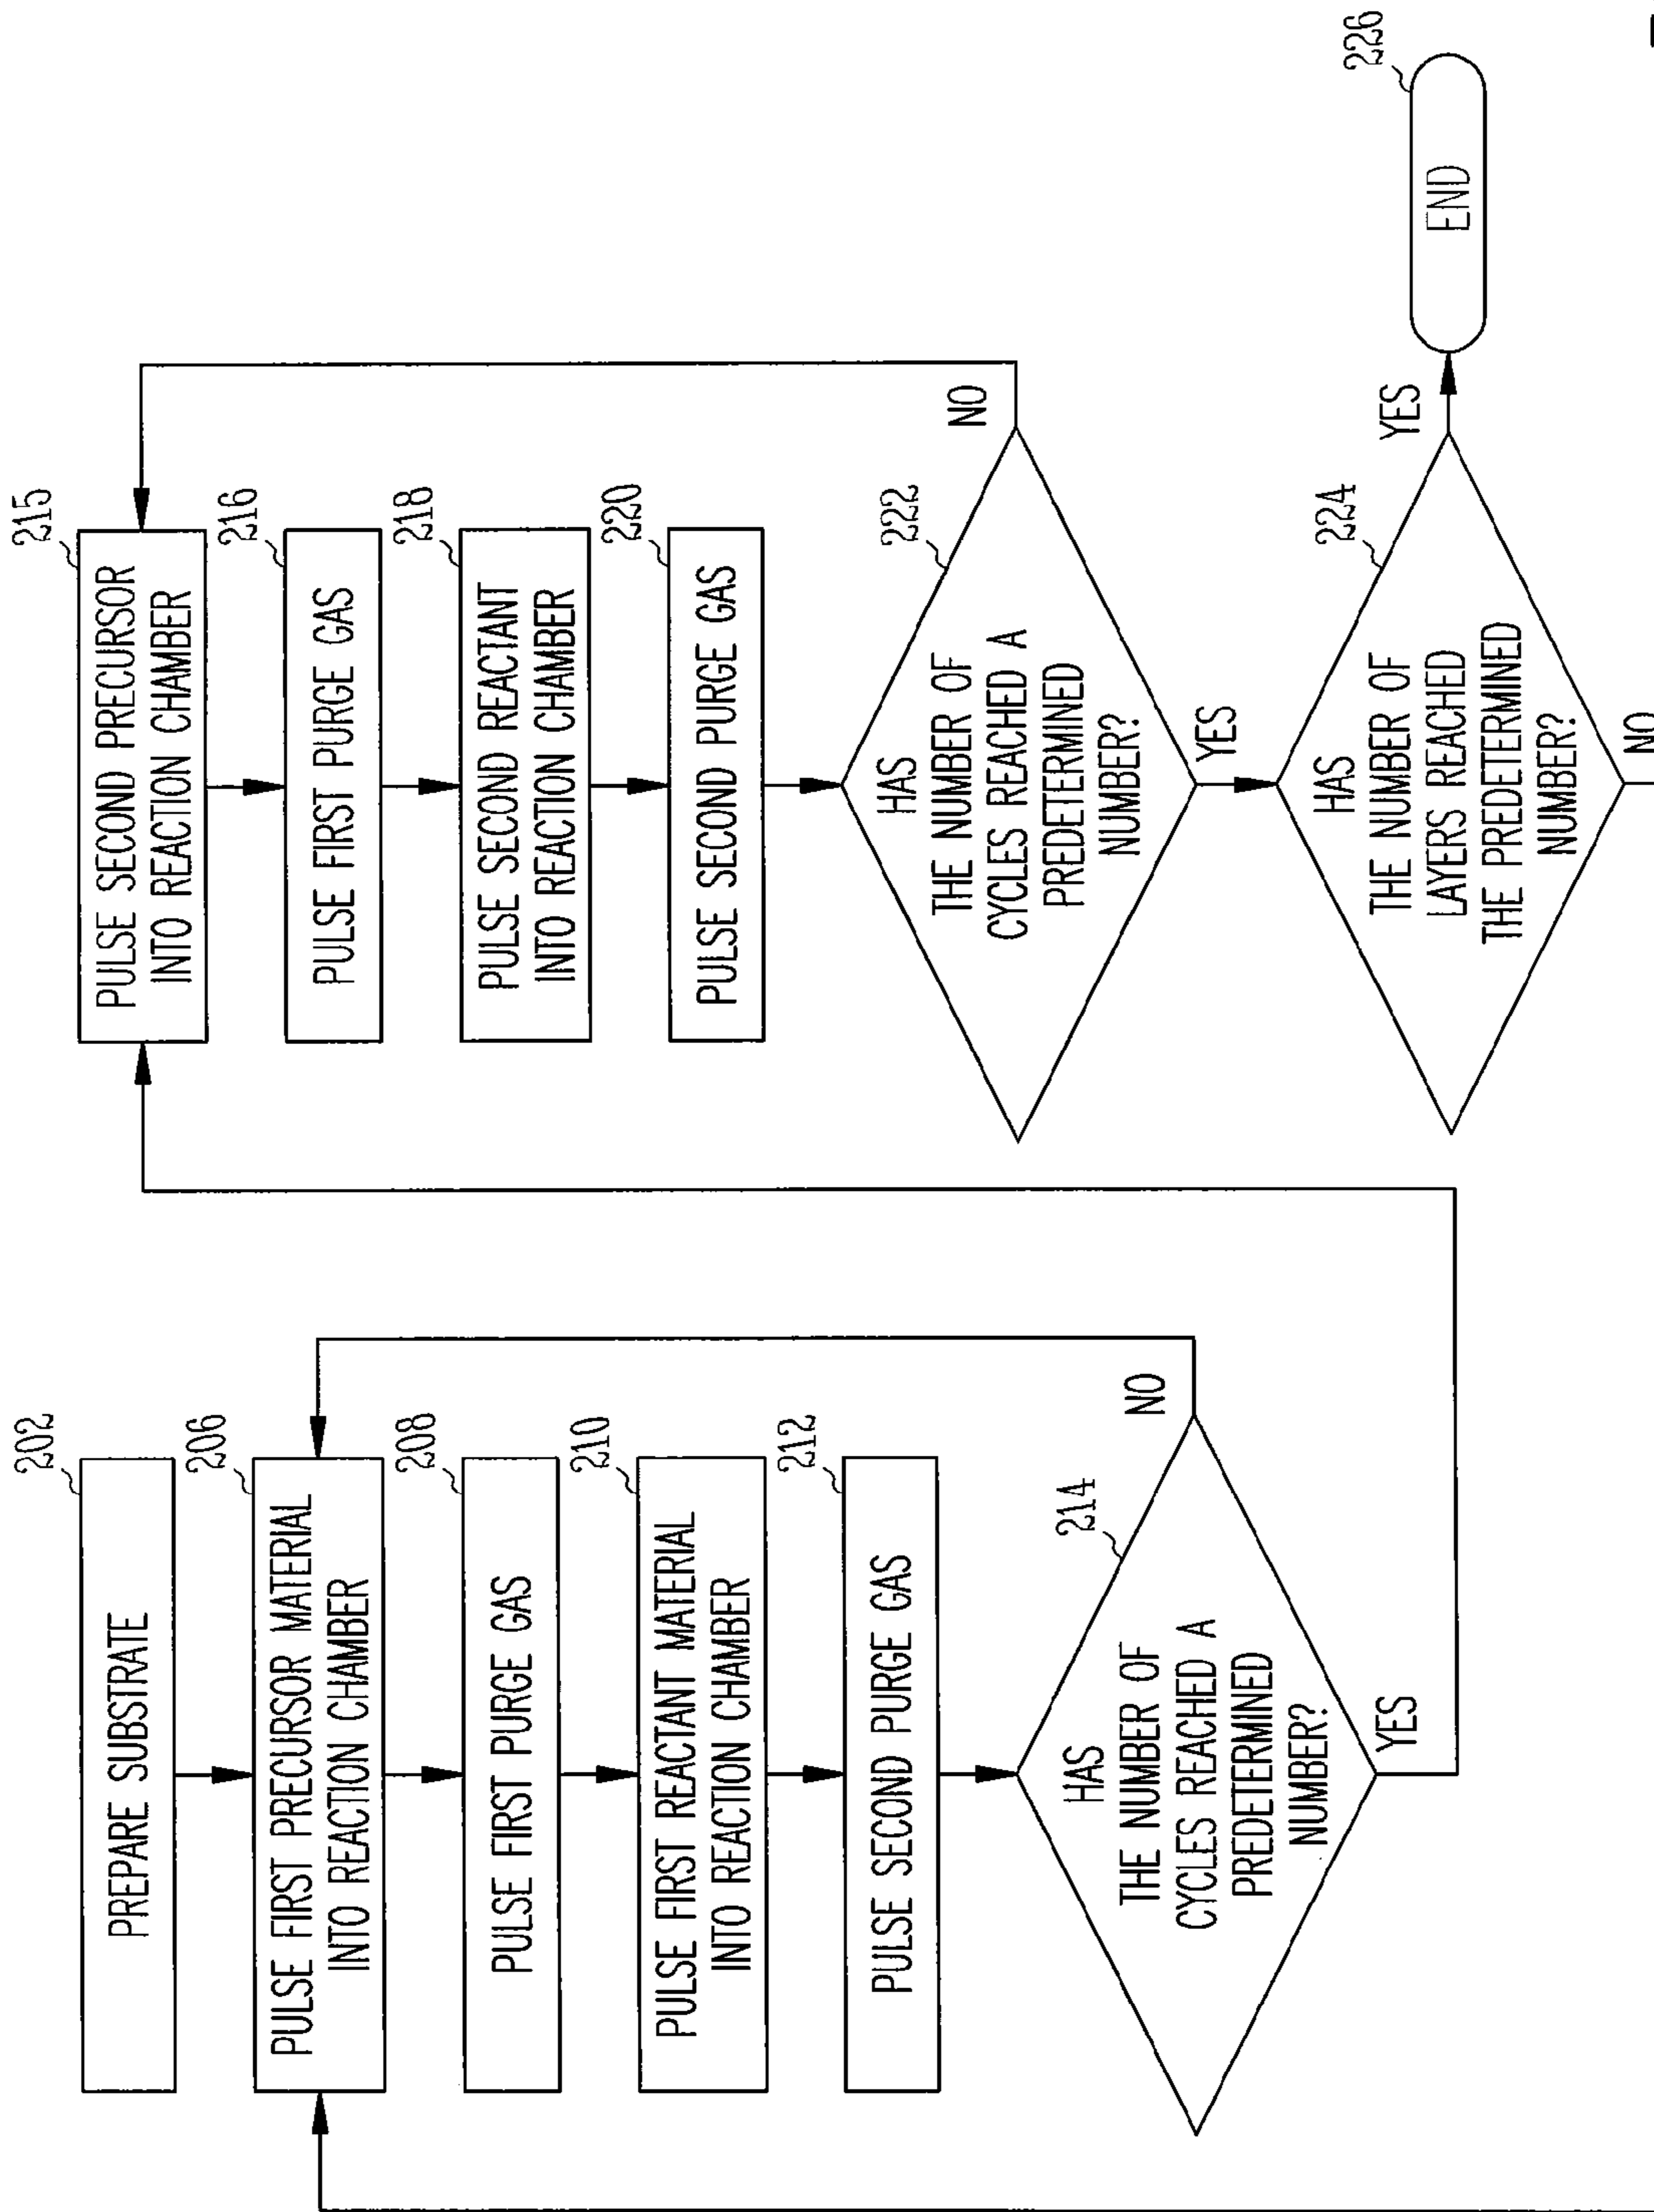 202
PREPARE SUBSTRATE
206
PULSE FIRST PRECURSOR MATERIAL
INTO REACTION CHAMBER
208
PULSE FIRST PURGE GAS
210
PULSE FIRST REACTANT MATERIAL
INTO REACTION CHAMBER
212
PULSE SECOND PURGE GAS
214
HAS
THE NUMBER OF
CYCLES REACHED A
PREDETERMINED
NUMBER?
NO
YES
215
PULSE SECOND PRECURSOR
INTO REACTION CHAMBER
216
PULSE FIRST PURGE GAS
218
PULSE SECOND REACTANT
INTO REACTION CHAMBER
220
PULSE SECOND PURGE GAS
222
HAS
THE NUMBER OF
CYCLES REACHED A
PREDETERMINED
NUMBER?
NO
YES
224
HAS
THE NUMBER OF
LAYERS REACHED
THE PREDETERMINED
NUMBER?
YES
NO
226
END